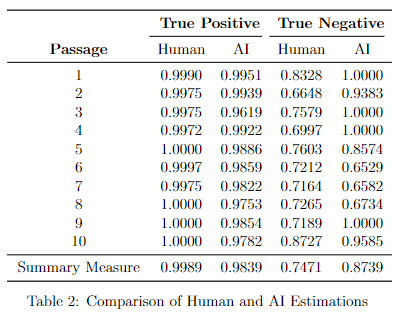 True Positive True Negative
Passage Human AI Human AI
1 0.9990 0.9951 0.8328 1.0000
2 0.9975 0.9939 0.6648 0.9383
3 0.9975 0.9619 0.7579 1.0000
4 0.9972 0.9922 0.6997 1.0000
5 1.0000 0.9886 0.7603 0.8574
6 0.9997 0.9859 0.7212 0.6529
7 0.9975 0.9822 0.7164 0.6582
8 1.0000 0.9753 0.7265 0.6734
9 1.0000 0.9854 0.7189 1.0000
10 1.0000 0.9782 0.8727 0.9585
Summary Measure 0.9989 0.9839 0.7471 0.8739
Table 2: Comparison of Human and AI Estimations